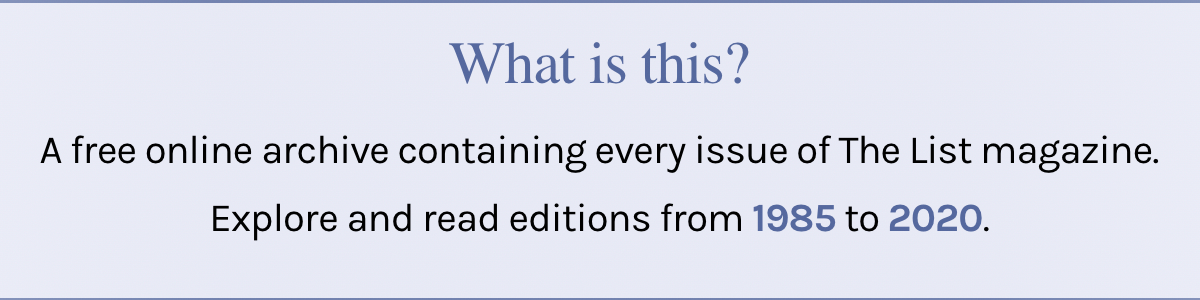 What is this?
A free online archive containing every issue of The List magazine.
Explore and read editions from 1985 to 2020.